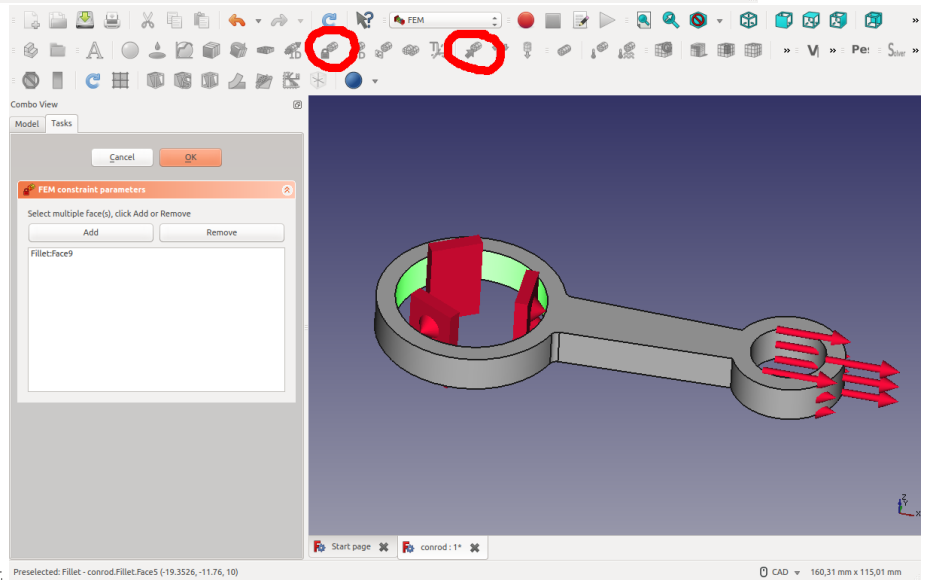 FEM
A
V
Pe:
Solver
Combo View
Model Tasks
Cancel OK
FEM constraint parameters
Select multiple face(s), click Add or Remove
Add Remove
Fillet:Face9
Z
Y
X
Start page conrod : 1*
Preselected: Fillet - conrod.Fillet.Face5 (-19.3526, -11.76, 10) CAD 160,31 mm x 115,01 mm